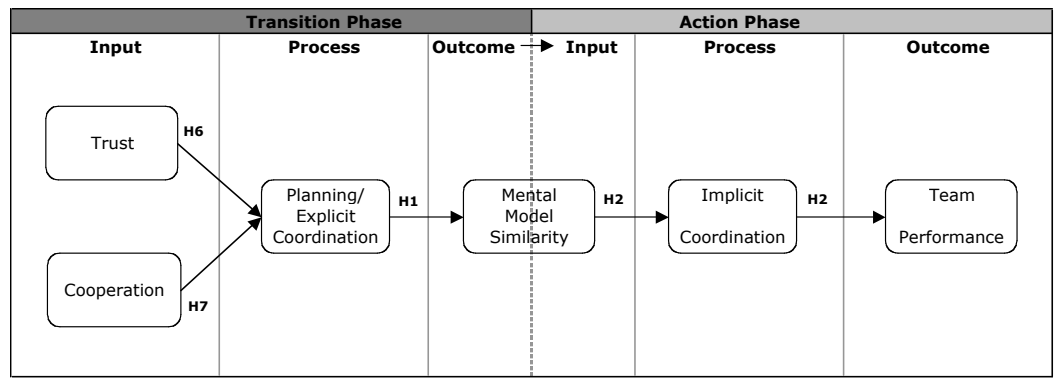 Transition Phase
Action Phase
Input
Process
Outcome
Input
Process
Outcome
Trust
H6
Planning/
Explicit
Coordination
H1
Mental
Model
Similarity
H2
Implicit
Coordination
H2
Team
Performance
Cooperation
H7